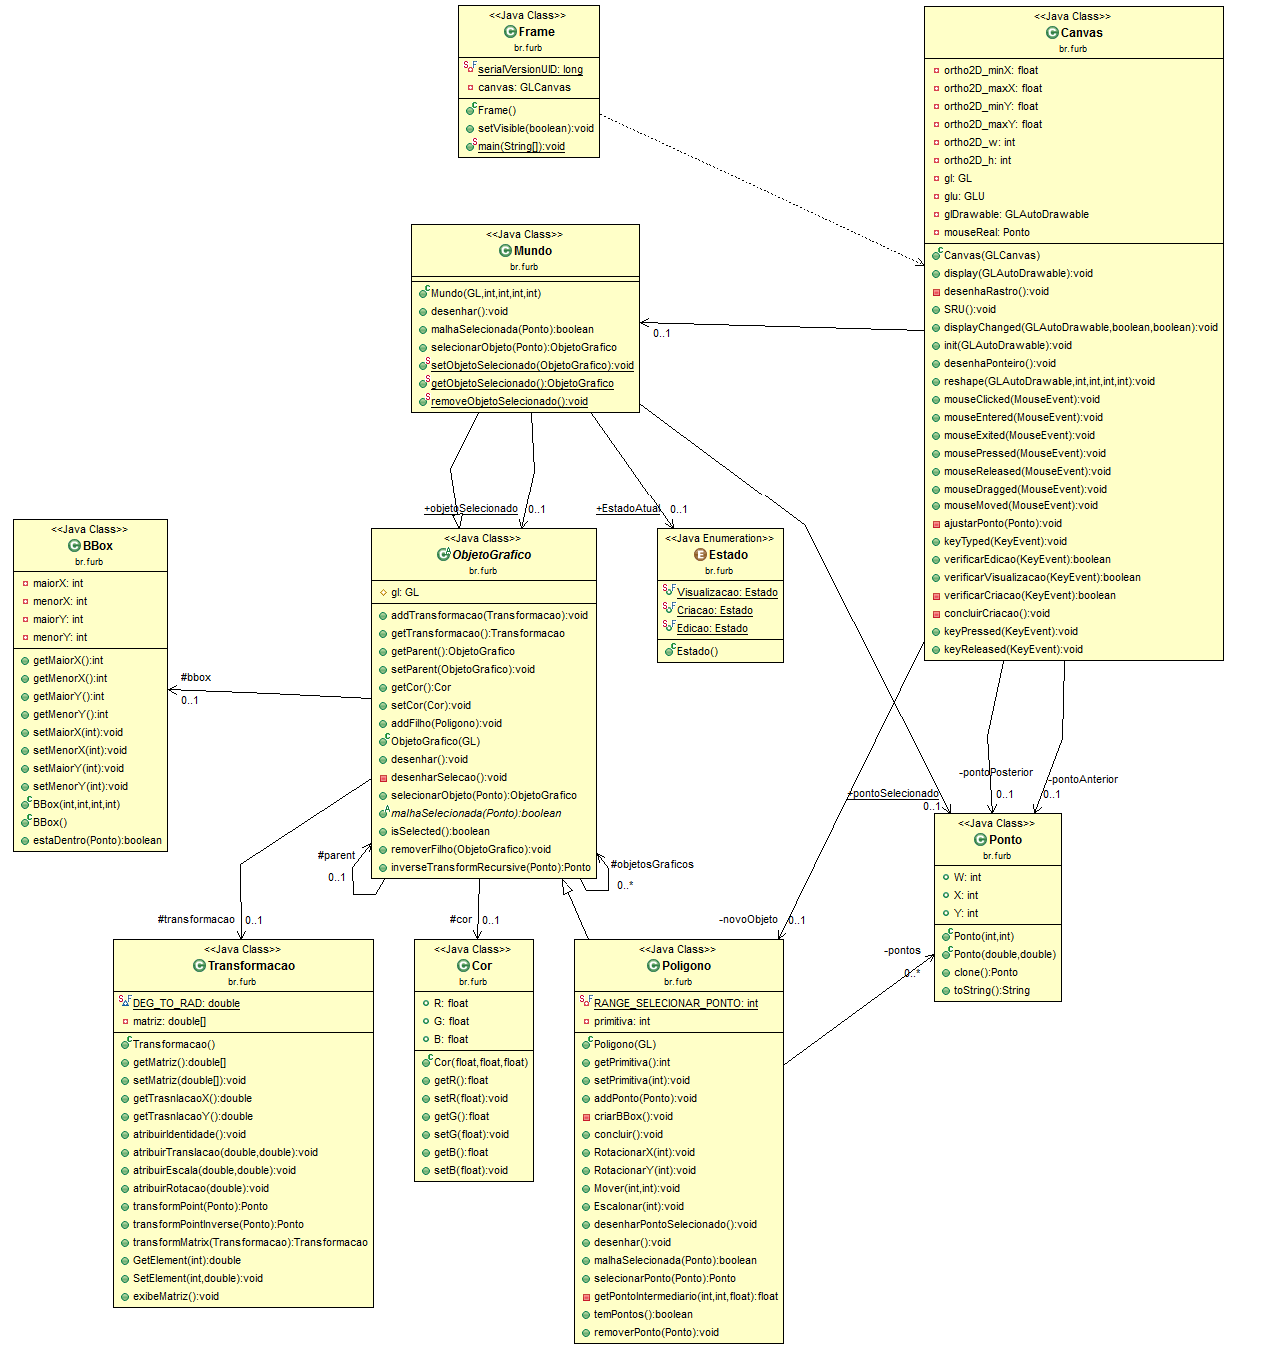 <<Java Class>>
Frame
br.furb
serialVersionUID: long
canvas: GLCanvas
Frame()
setVisible(boolean):void
main(String[]):void
<<Java Class>>
Canvas
br.furb
ortho2D_minX: float
ortho2D_maxX: float
ortho2D_minY: float
ortho2D_maxY: float
ortho2D_w: int
ortho2D_h: int
gl: GL
glu: GLU
glDrawable: GLAutoDrawable
mouseReal: Ponto
Canvas(GLCanvas)
display(GLAutoDrawable):void
desenhaRastro():void
SRU():void
displayChanged(GLAutoDrawable,boolean,boolean):void
init(GLAutoDrawable):void
desenhaPonteiro():void
reshape(GLAutoDrawable,int,int,int,int):void
mouseClicked(MouseEvent):void
mouseEntered(MouseEvent):void
mouseExited(MouseEvent):void
mousePressed(MouseEvent):void
mouseReleased(MouseEvent):void
mouseDragged(MouseEvent):void
mouseMoved(MouseEvent):void
ajustarPonto(Ponto):void
keyTyped(KeyEvent):void
verificarEdicao(KeyEvent):boolean
verificarVisualizacao(KeyEvent):boolean
verificarCriacao(KeyEvent):boolean
concluirCriacao():void
keyPressed(KeyEvent):void
keyReleased(KeyEvent):void
<<Java Class>>
Mundo
br.furb
Mundo(GL,int,int,int,int)
desenhar():void
malhaSelecionada(Ponto):boolean
selecionarObjeto(Ponto):ObjetoGrafico
setObjetoSelecionado(ObjetoGrafico):void
getObjetoSelecionado():ObjetoGrafico
removeObjetoSelecionado():void
0..1
+objetoSelecionado
0..1
+EstadoAtual
0..1
<<Java Class>>
BBox
br.furb
maiorX: int
menorX: int
maiorY: int
menorY: int
getMaiorX():int
getMenorX():int
getMaiorY():int
getMenorY():int
setMaiorX(int):void
setMenorX(int):void
setMaiorY(int):void
setMenorY(int):void
BBox(int,int,int,int)
BBox()
estaDentro(Ponto):boolean
#bbox
0..1
<<Java Class>>
ObjetoGrafico
br.furb
gl: GL
addTransformacao(Transformacao):void
getTransformacao():Transformacao
getParent():ObjetoGrafico
setParent(ObjetoGrafico):void
getCor():Cor
setCor(Cor):void
addFilho(Poligono):void
ObjetoGrafico(GL)
desenhar():void
desenharSelecao():void
selecionarObjeto(Ponto):ObjetoGrafico
malhaSelecionada(Ponto):boolean
isSelected():boolean
removerFilho(ObjetoGrafico):void
inverseTransformRecursive(Ponto):Ponto
<<Java Enumeration>>
Estado
br.furb
Visualizacao: Estado
Criacao: Estado
Edicao: Estado
Estado()
-pontoPosterior
0..1
-pontoAnterior
0..1
+pontoSelecionado
0..1
#parent
0..1
#objetosGraficos
0..*
#transformacao
0..1
#cor
0..1
-novoObjeto
0..1
-pontos
0..*
<<Java Class>>
Ponto
br.furb
W: int
X: int
Y: int
Ponto(int,int)
Ponto(double,double)
clone():Ponto
toString():String
<<Java Class>>
Transformacao
br.furb
DEG_TO_RAD: double
matriz: double[]
Transformacao()
getMatriz():double[]
setMatriz(double[]):void
getTrasnlacaoX():double
getTrasnlacaoY():double
atribuirIdentidade():void
atribuirTranslacao(double,double):void
atribuirEscala(double,double):void
atribuirRotacao(double):void
transformPoint(Ponto):Ponto
transformPointInverse(Ponto):Ponto
transformMatrix(Transformacao):Transformacao
GetElement(int):double
SetElement(int,double):void
exibeMatriz():void
<<Java Class>>
Cor
br.furb
R: float
G: float
B: float
Cor(float,float,float)
getR():float
setR(float):void
getG():float
setG(float):void
getB():float
setB(float):void
<<Java Class>>
Poligono
br.furb
RANGE_SELECIONAR_PONTO: int
primitiva: int
Poligono(GL)
getPrimitiva():int
setPrimitiva(int):void
addPonto(Ponto):void
criarBBox():void
concluir():void
RotacionarX(int):void
RotacionarY(int):void
Mover(int,int):void
Escalonar(int):void
desenharPontoSelecionado():void
desenhar():void
malhaSelecionada(Ponto):boolean
selecionarPonto(Ponto):Ponto
getPontoIntermediario(int,int,float):float
temPontos():boolean
removerPonto(Ponto):void